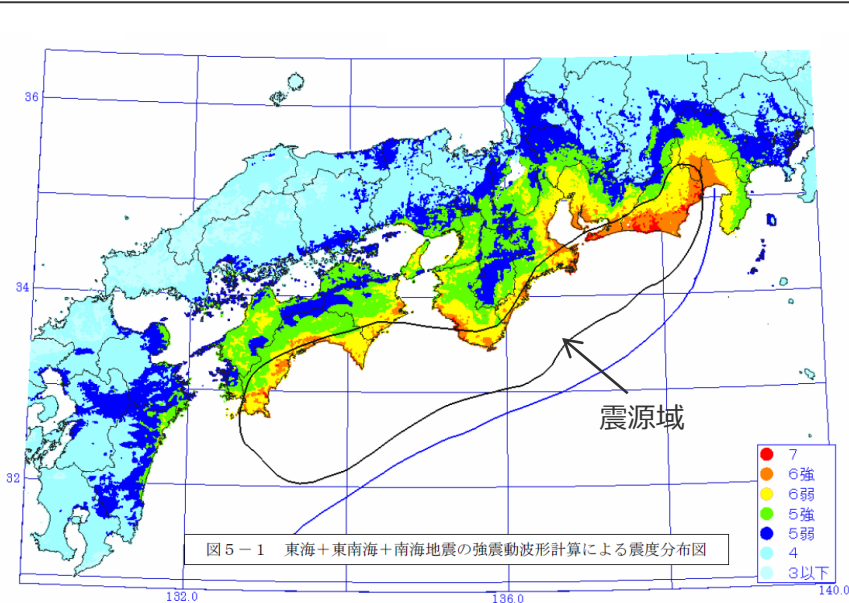 36
34
32
震源域
7
6強
6弱
5強
5弱
4
3以下
図５－１　東海＋東南海＋南海地震の強震動波形計算による震度分布図
132.0
136.0
140.0